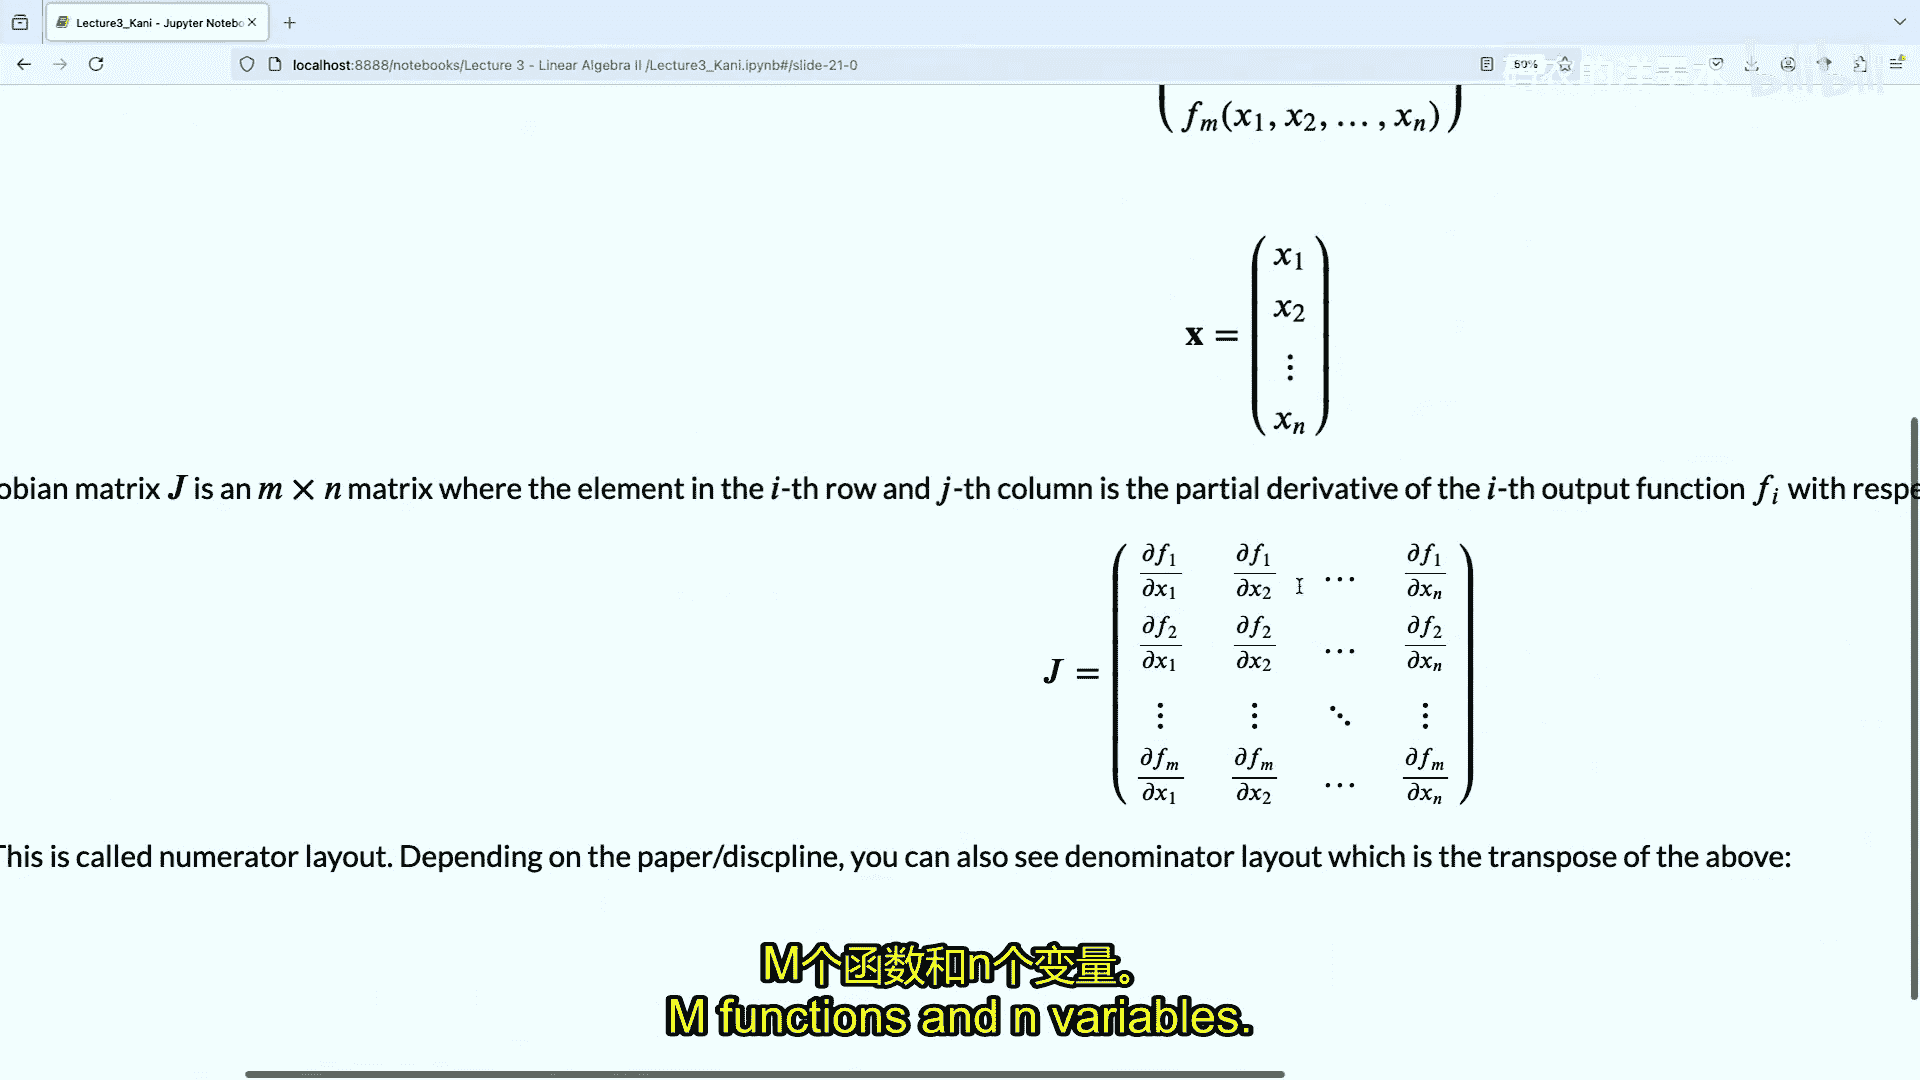 Lecture3_Kani - Jupyter Notebo
localhost:8888/notebooks/Lecture 3 - Linear Algebra II /Lecture3_Kani.ipynb#/slide-21-0
fₘ(x₁, x₂, … , xₙ)
x = ( x₁
x₂
⋮
xₙ )
obian matrix J is an m × n matrix where the element in the i-th row and j-th column is the partial derivative of the i-th output function fᵢ with respe
J = ( ∂f₁/∂x₁ ∂f₁/∂x₂ ⋯ ∂f₁/∂xₙ
∂f₂/∂x₁ ∂f₂/∂x₂ ⋯ ∂f₂/∂xₙ
⋮ ⋮ ⋱ ⋮
∂fₘ/∂x₁ ∂fₘ/∂x₂ ⋯ ∂fₘ/∂xₙ )
This is called numerator layout. Depending on the paper/discpline, you can also see denominator layout which is the transpose of the above:
M个函数和n个变量。
M functions and n variables.